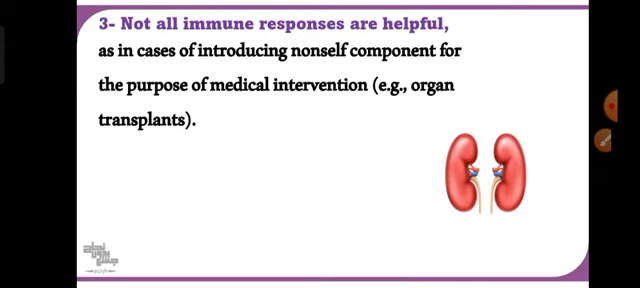 3- Not all immune responses are helpful,
as in cases of introducing nonself component for
the purpose of medical intervention (e.g., organ
transplants).